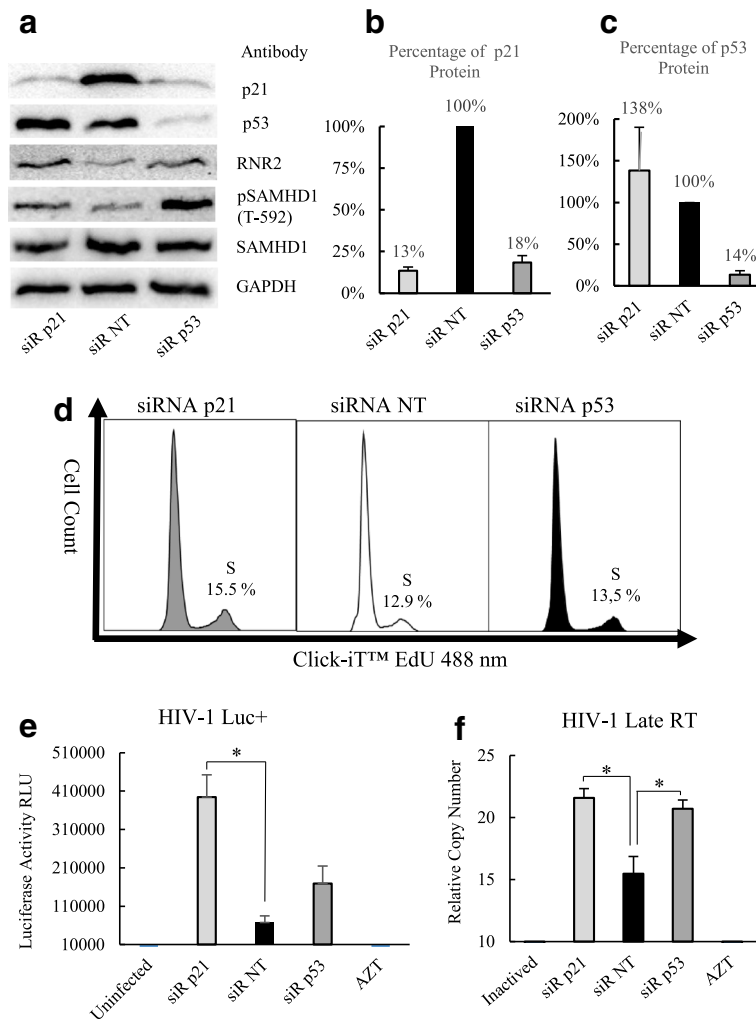 a
Antibody
p21
p53
RNR2
pSAMHD1
(T-592)
SAMHD1
GAPDH
siR p21
siR NT
siR p53
b
Percentage of p21
Protein
100%
75%
50%
25%
0%
13%
100%
18%
siR p21
siR NT
siR p53
c
Percentage of p53
Protein
200%
150%
100%
50%
0%
138%
100%
14%
siR p21
siR NT
siR p53
d
siRNA p21
siRNA NT
siRNA p53
Cell Count
S
15.5 %
S
12.9 %
S
13,5 %
Click-iT™ EdU 488 nm
e
HIV-1 Luc+
Luciferase Activity RLU
510000
410000
310000
210000
110000
10000
*
Uninfected
siR p21
siR NT
siR p53
AZT
f
HIV-1 Late RT
Relative Copy Number
25
20
15
10
*
*
Inactived
siR p21
siR NT
siR p53
AZT